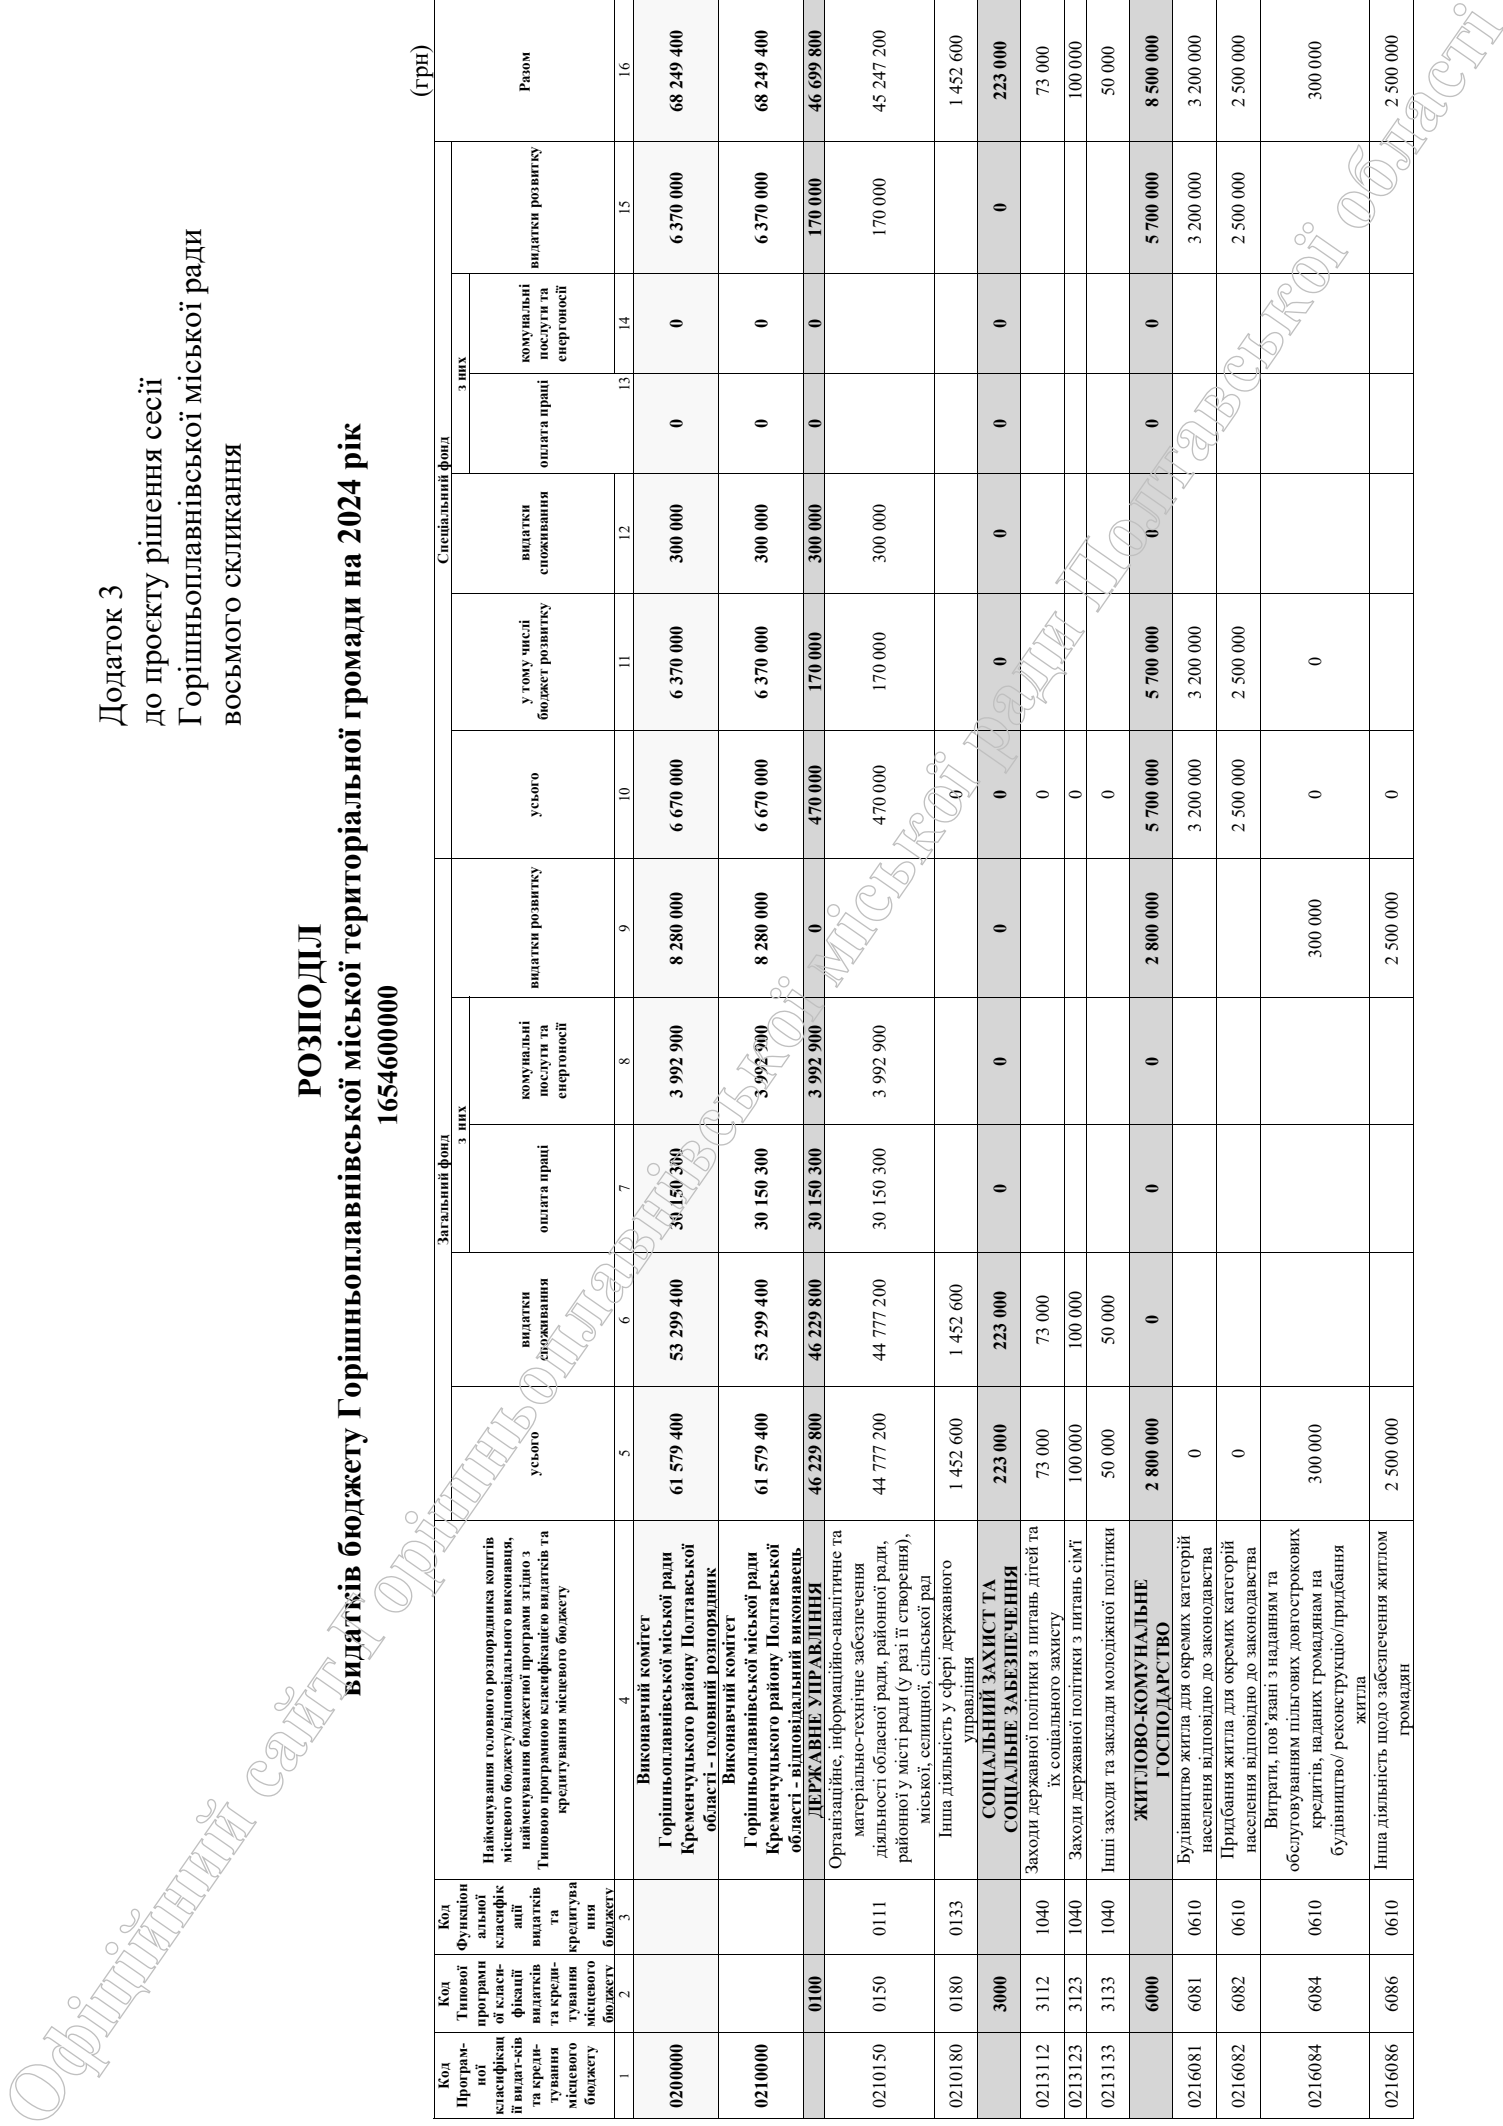 Додаток 3
до проєкту рішення сесії
Горішньоплавнівської міської ради
восьмого скликання
РОЗПОДІЛ
видатків бюджету Горішньоплавнівської міської територіальної громади на 2024 рік
1654600000
(грн)
Код Програм-ної класифікації видат-ків та креди-тування місцевого бюджету | Код Типової програмної класи-фікації видатків та креди-тування місцевого бюджету | Код Функціональної класифікації видатків та кредитування бюджету | Найменування головного розпорядника коштів місцевого бюджету/відповідального виконавця, найменування бюджетної програми згідно з Типовою програмною класифікацією видатків та кредитування місцевого бюджету | Загальний фонд | Спеціальний фонд | Разом
усього | видатки споживання | з них | видатки розвитку | усього | у тому числі бюджет розвитку | видатки споживання | з них | видатки розвитку
оплата праці | комунальні послуги та енергоносії | оплата праці | комунальні послуги та енергоносії
1 2 3 4 5 6 7 8 9 10 11 12 13 14 15 16
0200000 Виконавчий комітет
Горішньоплавнівської міської ради
Кременчуцького району Полтавської
області - головний розпорядник 61 579 400 53 299 400 30 150 300 3 992 900 8 280 000 6 670 000 6 370 000 300 000 0 0 6 370 000 68 249 400
0210000 Виконавчий комітет
Горішньоплавнівської міської ради
Кременчуцького району Полтавської
області - відповідальний виконавець 61 579 400 53 299 400 30 150 300 3 992 900 8 280 000 6 670 000 6 370 000 300 000 0 0 6 370 000 68 249 400
0100 ДЕРЖАВНЕ УПРАВЛІННЯ 46 229 800 46 229 800 30 150 300 3 992 900 0 470 000 170 000 300 000 0 0 170 000 46 699 800
0210150 0150 0111 Організаційне, інформаційно-аналітичне та
матеріально-технічне забезпечення
діяльності обласної ради, районної ради,
районної у місті ради (у разі її створення),
міської, селищної, сільської рад 44 777 200 44 777 200 30 150 300 3 992 900 470 000 170 000 300 000 170 000 45 247 200
0210180 0180 0133 Інша діяльність у сфері державного
управління 1 452 600 1 452 600 0 1 452 600
3000 СОЦІАЛЬНИЙ ЗАХИСТ ТА
СОЦІАЛЬНЕ ЗАБЕЗПЕЧЕННЯ 223 000 223 000 0 0 0 0 0 0 0 0 0 223 000
0213112 3112 1040 Заходи державної політики з питань дітей та
їх соціального захисту 73 000 73 000 0 73 000
0213123 3123 1040 Заходи державної політики з питань сім'ї 100 000 100 000 0 100 000
0213133 3133 1040 Інші заходи та заклади молодіжної політики 50 000 50 000 0 50 000
6000 ЖИТЛОВО-КОМУНАЛЬНЕ
ГОСПОДАРСТВО 2 800 000 0 0 0 2 800 000 5 700 000 5 700 000 0 0 0 5 700 000 8 500 000
0216081 6081 0610 Будівництво житла для окремих категорій
населення відповідно до законодавства 0 3 200 000 3 200 000 3 200 000 3 200 000
0216082 6082 0610 Придбання житла для окремих категорій
населення відповідно до законодавства 0 2 500 000 2 500 000 2 500 000 2 500 000
0216084 6084 0610 Витрати, пов'язані з наданням та
обслуговуванням пільгових довгострокових
кредитів, наданих громадянам на
будівництво/ реконструкцію/придбання
житла 300 000 300 000 0 0 300 000
0216086 6086 0610 Інша діяльність щодо забезпечення житлом
громадян 2 500 000 2 500 000 0 2 500 000
Офіційний сайт Горішньоплавнівської міської ради Полтавської області